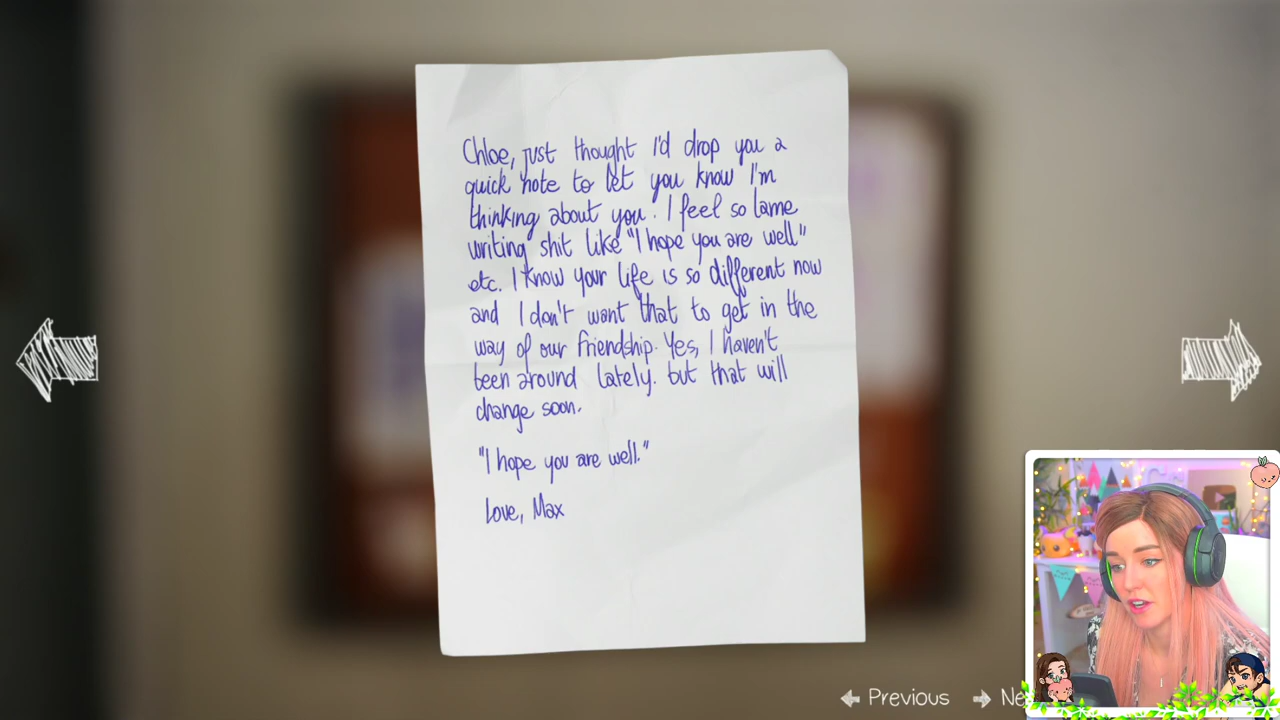 Chloe, just thought I'd drop you a
quick note to let you know I'm
thinking about you. I feel so lame
writing shit like "I hope you are well"
etc. I know your life is so different now
and I don't want that to get in the
way of our friendship. Yes, I haven't
been around lately. but that will
change soon.
"I hope you are well."
Love, Max
Previous